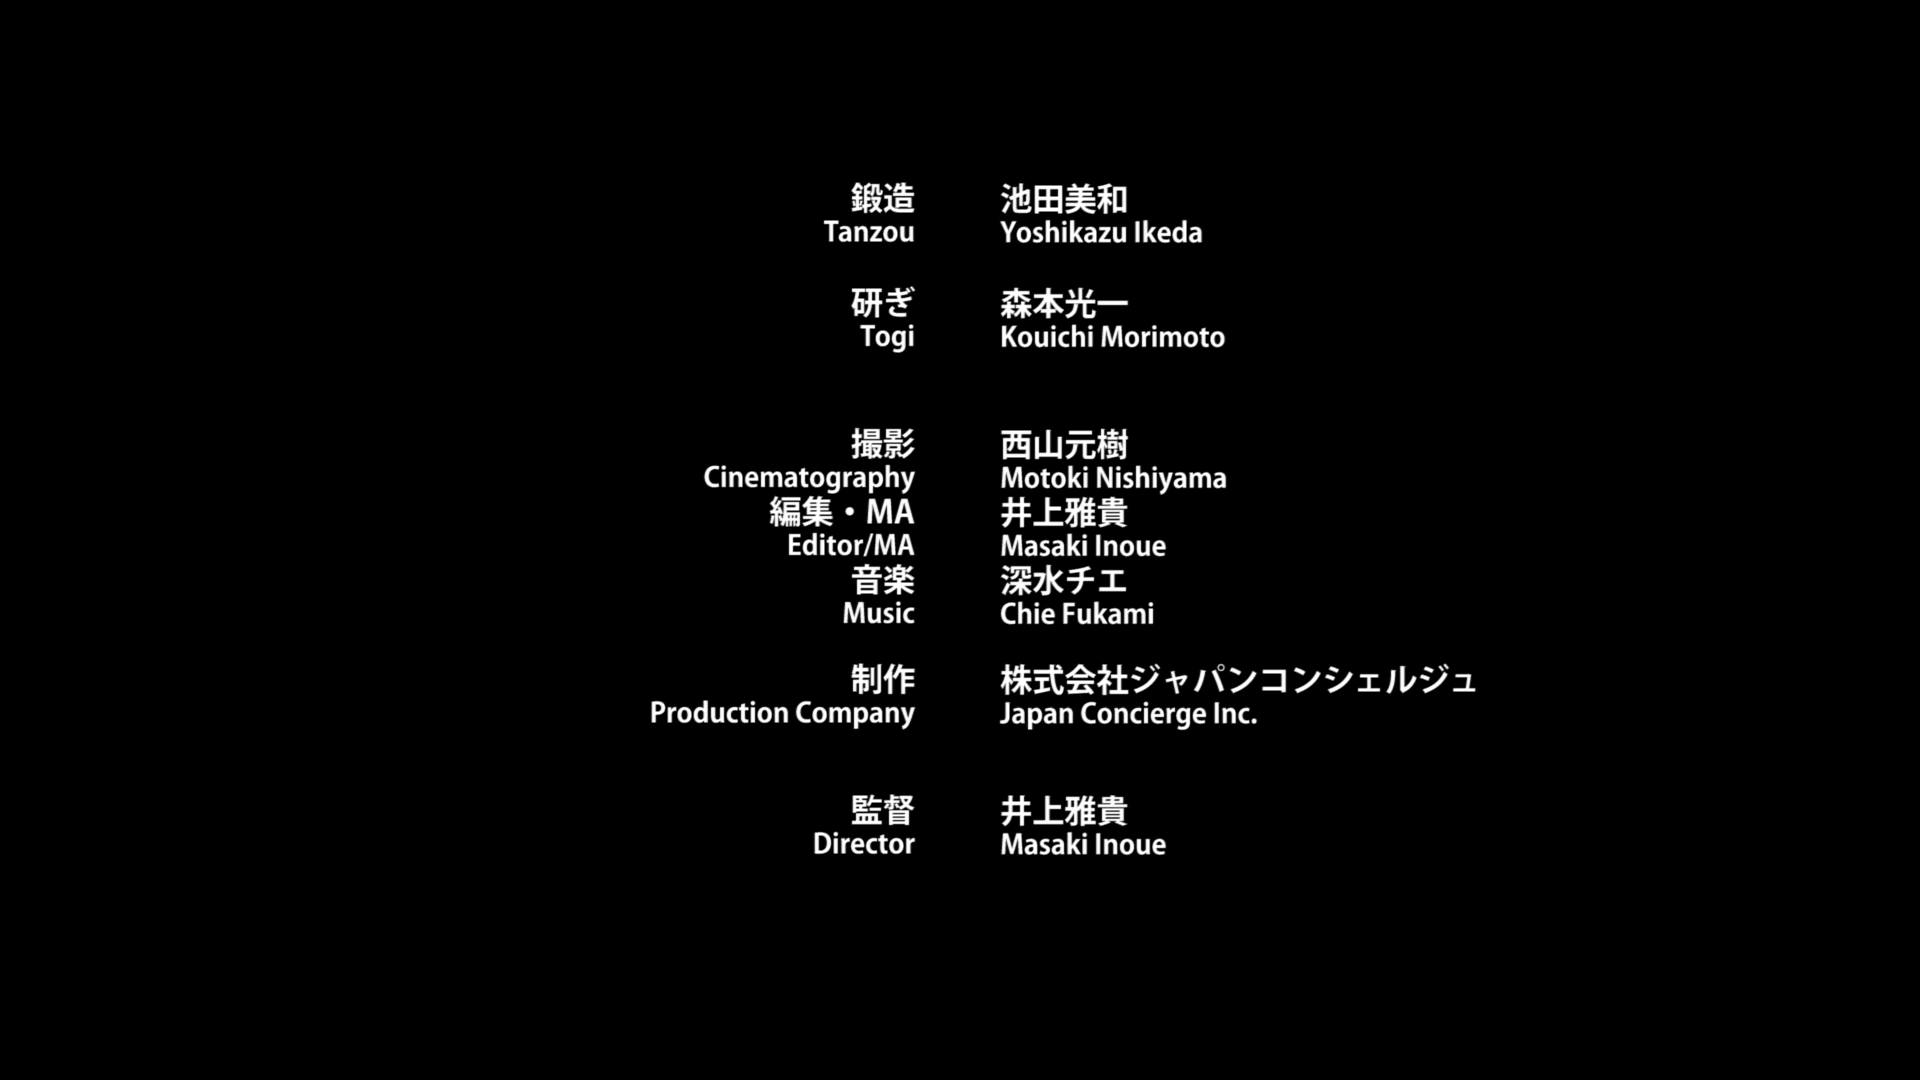 鍛造 池田美和
Tanzou Yoshikazu Ikeda
研ぎ 森本光一
Togi Kouichi Morimoto
撮影 西山元樹
Cinematography Motoki Nishiyama
編集・MA 井上雅貴
Editor/MA Masaki Inoue
音楽 深水チエ
Music Chie Fukami
制作 株式会社ジャパンコンシェルジュ
Production Company Japan Concierge Inc.
監督 井上雅貴
Director Masaki Inoue